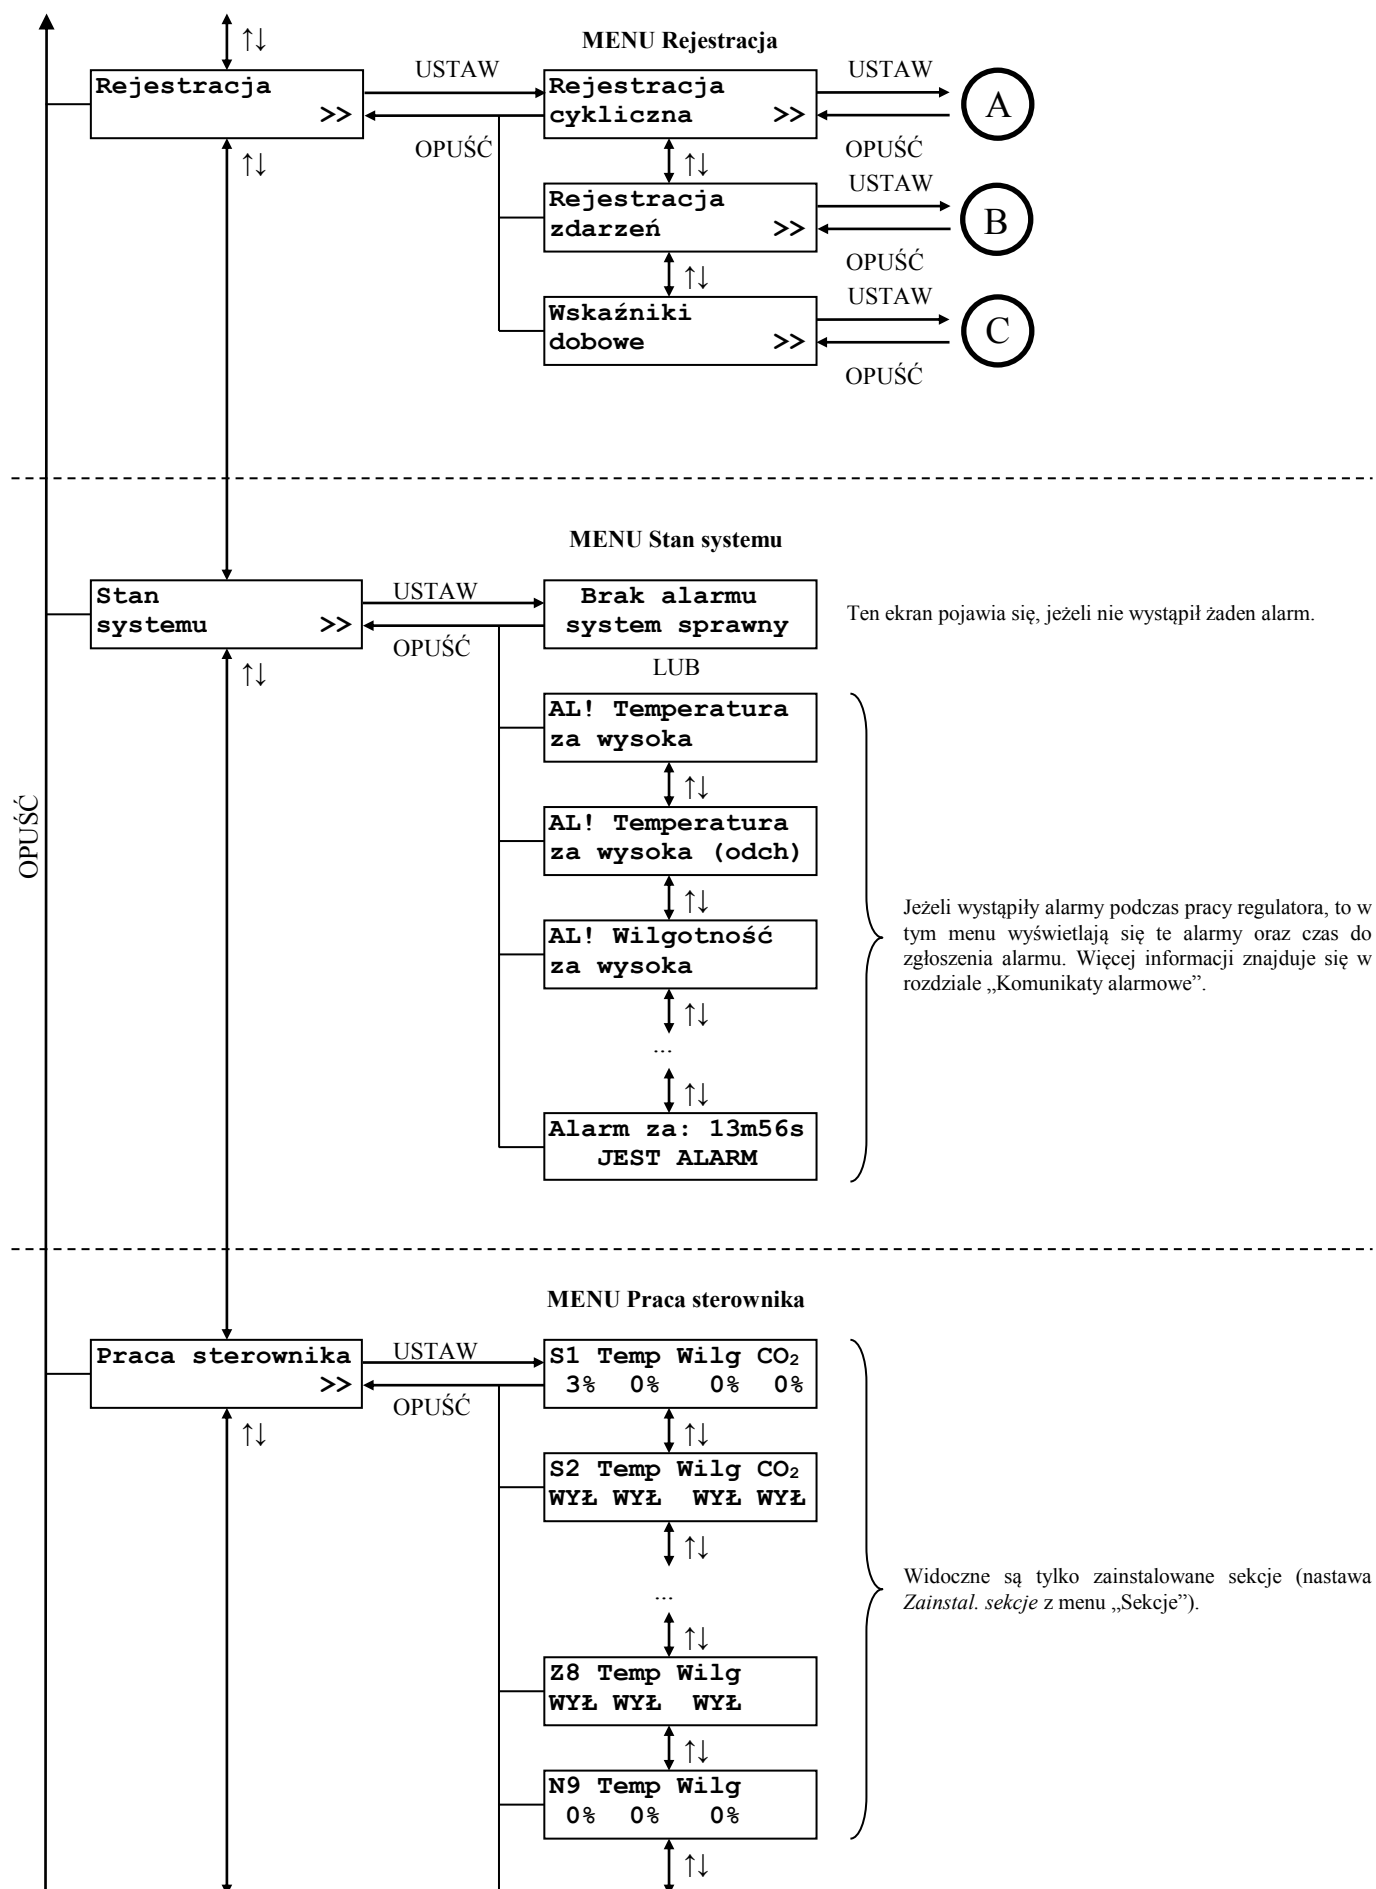 ↑↓
MENU Rejestracja
Rejestracja
>>
USTAW
OPUŚĆ
Rejestracja
cykliczna >>
USTAW
OPUŚĆ
A
↑↓
↑↓
Rejestracja
zdarzeń >>
USTAW
OPUŚĆ
B
↑↓
Wskaźniki
dobowe >>
USTAW
OPUŚĆ
C
MENU Stan systemu
Stan
systemu >>
USTAW
OPUŚĆ
Brak alarmu
system sprawny
Ten ekran pojawia się, jeżeli nie wystąpił żaden alarm.
↑↓
LUB
AL! Temperatura
za wysoka
↑↓
OPUŚĆ
AL! Temperatura
za wysoka (odch)
↑↓
AL! Wilgotność
za wysoka
↑↓
...
↑↓
Alarm za: 13m56s
JEST ALARM
Jeżeli wystąpiły alarmy podczas pracy regulatora, to w
tym menu wyświetlają się te alarmy oraz czas do
zgłoszenia alarmu. Więcej informacji znajduje się w
rozdziale „Komunikaty alarmowe”.
MENU Praca sterownika
Praca sterownika
>>
USTAW
OPUŚĆ
S1 Temp Wilg CO₂
3% 0% 0% 0%
↑↓
↑↓
S2 Temp Wilg CO₂
WYŁ WYŁ WYŁ WYŁ
↑↓
...
↑↓
Widoczne są tylko zainstalowane sekcje (nastawa
Zainstal. sekcje z menu „Sekcje”).
Z8 Temp Wilg
WYŁ WYŁ WYŁ
↑↓
N9 Temp Wilg
0% 0% 0%
↑↓